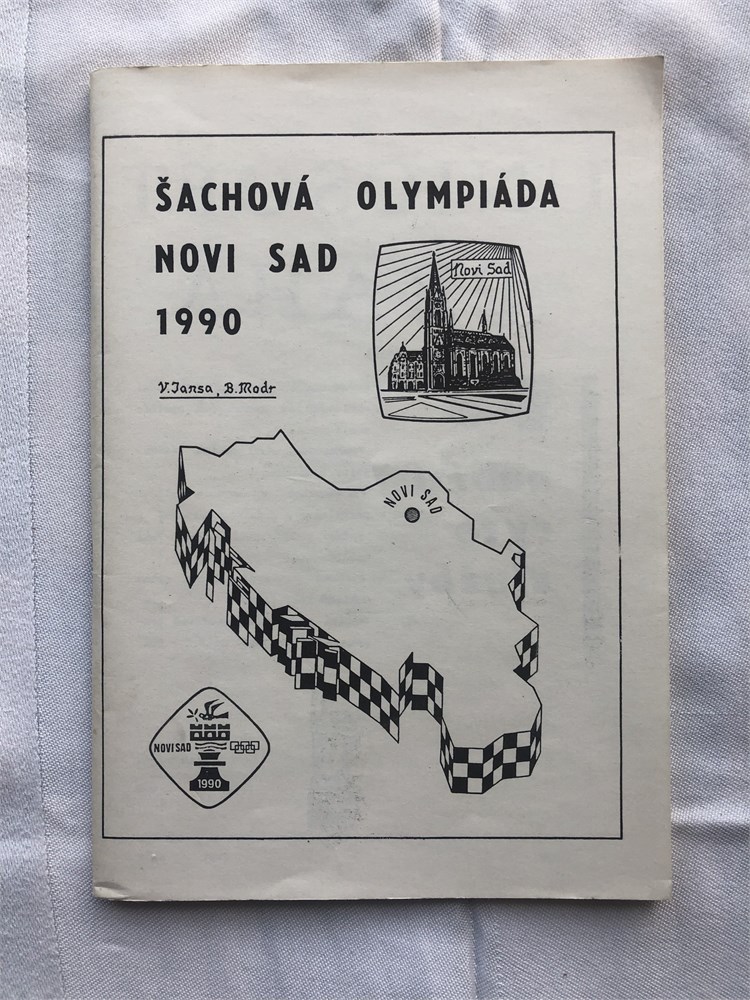 ŠACHOVÁ OLYMPIÁDA
NOVI SAD
1990
Novi Sad
V. Jansa, B. Modr
NOVI SAD
NOVI SAD
1990